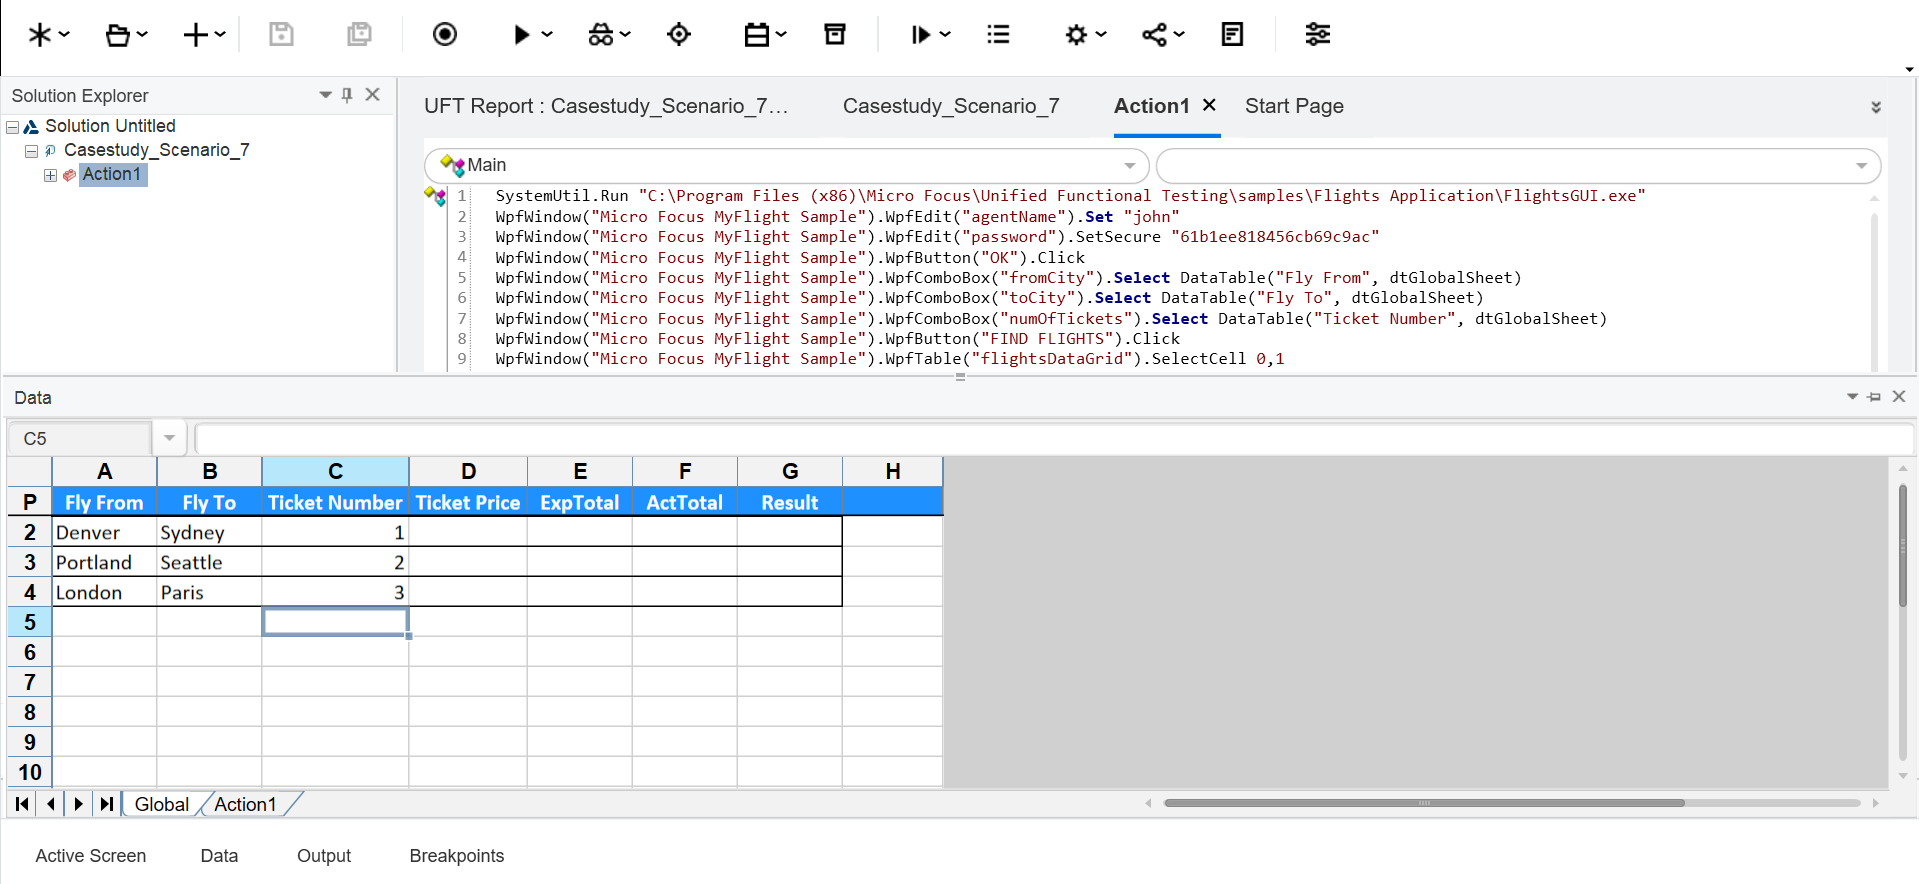 Solution Explorer
Solution Untitled
Casestudy_Scenario_7
Action1
UFT Report : Casestudy_Scenario_7... Casestudy_Scenario_7 Action1 Start Page
Main
1 SystemUtil.Run "C:\Program Files (x86)\Micro Focus\Unified Functional Testing\samples\Flights Application\FlightsGUI.exe"
2 WpfWindow("Micro Focus MyFlight Sample").WpfEdit("agentName").Set "john"
3 WpfWindow("Micro Focus MyFlight Sample").WpfEdit("password").SetSecure "61b1ee818456cb69c9ac"
4 WpfWindow("Micro Focus MyFlight Sample").WpfButton("OK").Click
5 WpfWindow("Micro Focus MyFlight Sample").WpfComboBox("fromCity").Select DataTable("Fly From", dtGlobalSheet)
6 WpfWindow("Micro Focus MyFlight Sample").WpfComboBox("toCity").Select DataTable("Fly To", dtGlobalSheet)
7 WpfWindow("Micro Focus MyFlight Sample").WpfComboBox("numOfTickets").Select DataTable("Ticket Number", dtGlobalSheet)
8 WpfWindow("Micro Focus MyFlight Sample").WpfButton("FIND FLIGHTS").Click
9 WpfWindow("Micro Focus MyFlight Sample").WpfTable("flightsDataGrid").SelectCell 0,1
Data
C5
A B C D E F G H
P Fly From Fly To Ticket Number Ticket Price ExpTotal ActTotal Result
2 Denver Sydney 1
3 Portland Seattle 2
4 London Paris 3
5
6
7
8
9
10
Global Action1
Active Screen Data Output Breakpoints